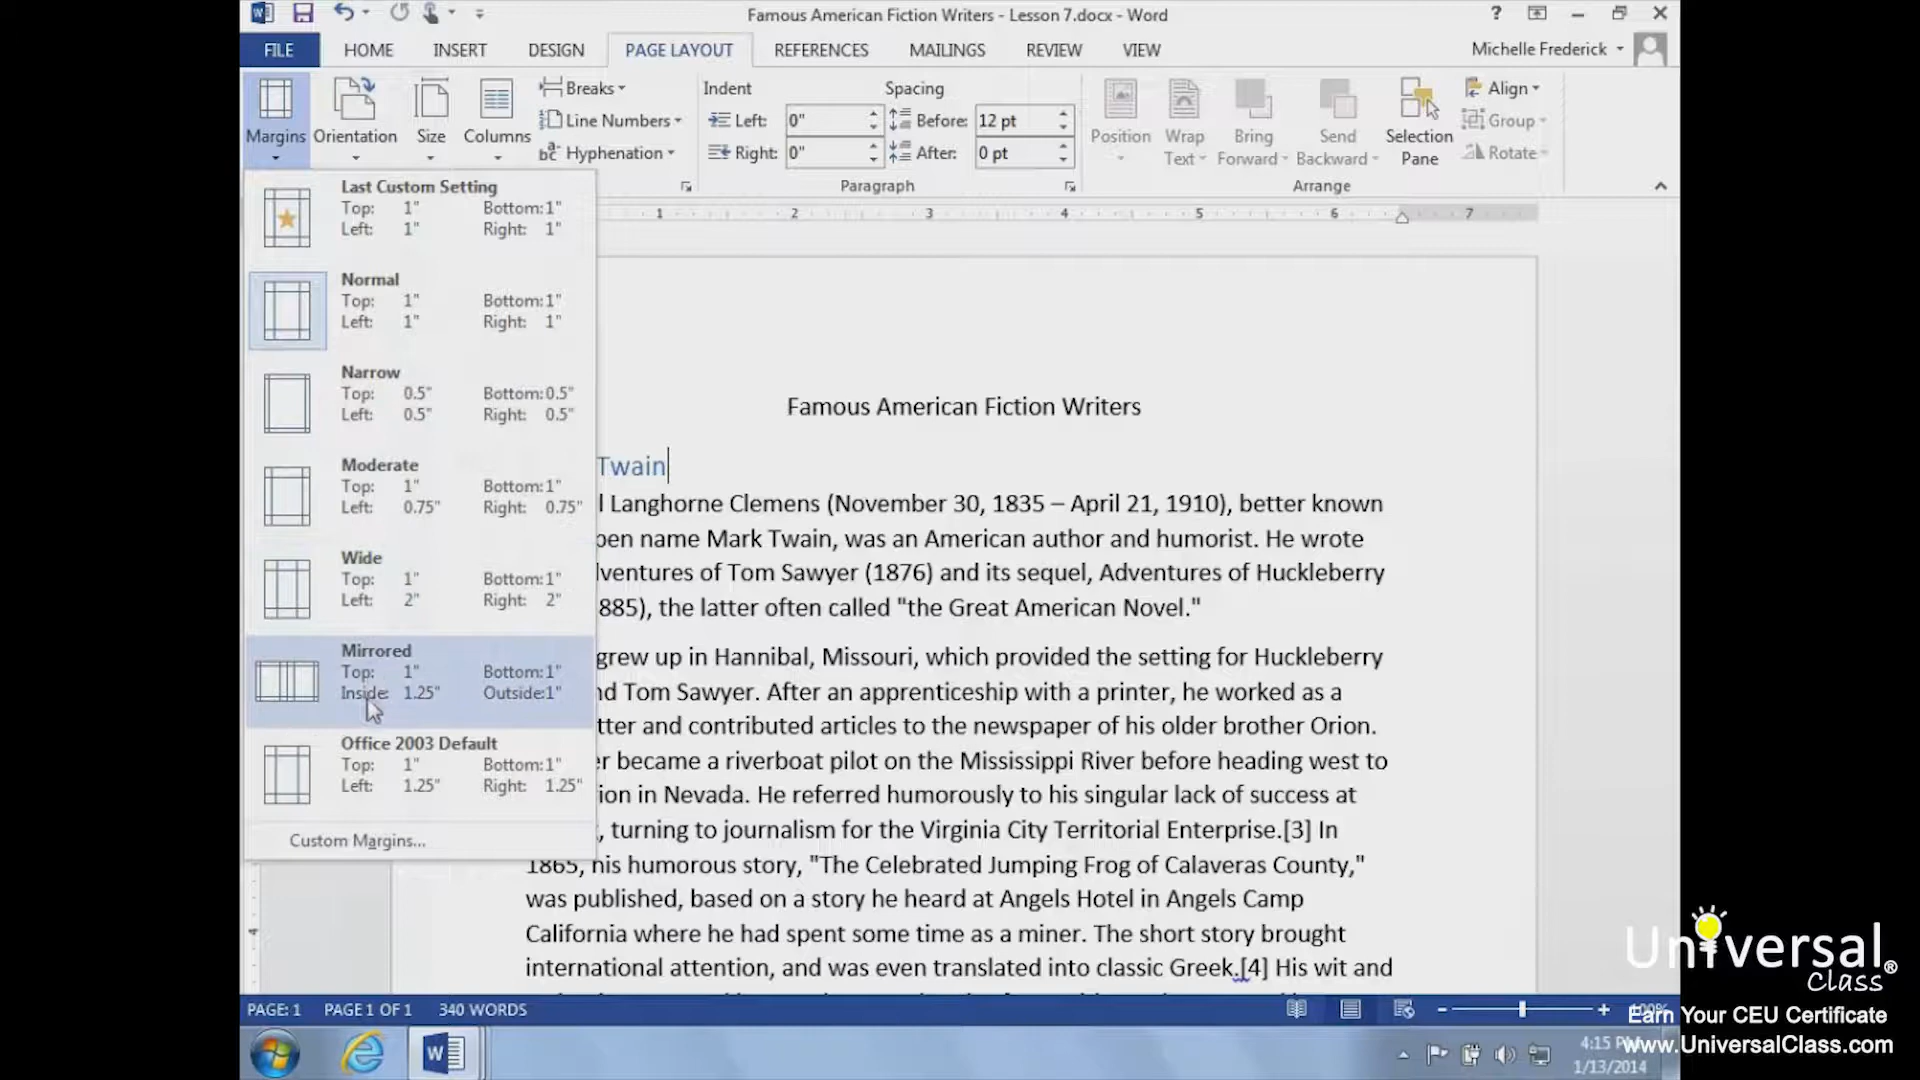 Famous American Fiction Writers - Lesson 7.docx - Word
?
FILE HOME INSERT DESIGN PAGE LAYOUT REFERENCES MAILINGS REVIEW VIEW
Michelle Frederick
Margins
Orientation
Size
Columns
Breaks
Line Numbers
Hyphenation
Indent
Left: 0"
Right: 0"
Spacing
Before: 12 pt
After: 0 pt
Paragraph
Position
Wrap Text
Bring Forward
Send Backward
Selection Pane
Align
Group
Rotate
Arrange
1 2 3 4 5 6 7
Last Custom Setting
Top: 1" Bottom: 1"
Left: 1" Right: 1"
Normal
Top: 1" Bottom: 1"
Left: 1" Right: 1"
Narrow
Top: 0.5" Bottom: 0.5"
Left: 0.5" Right: 0.5"
Moderate
Top: 1" Bottom: 1"
Left: 0.75" Right: 0.75"
Wide
Top: 1" Bottom: 1"
Left: 2" Right: 2"
Mirrored
Top: 1" Bottom: 1"
Inside: 1.25" Outside: 1"
Office 2003 Default
Top: 1" Bottom: 1"
Left: 1.25" Right: 1.25"
Custom Margins...
Famous American Fiction Writers
Twain
l Langhorne Clemens (November 30, 1835 – April 21, 1910), better known
pen name Mark Twain, was an American author and humorist. He wrote
ventures of Tom Sawyer (1876) and its sequel, Adventures of Huckleberry
885), the latter often called "the Great American Novel."
grew up in Hannibal, Missouri, which provided the setting for Huckleberry
nd Tom Sawyer. After an apprenticeship with a printer, he worked as a
tter and contributed articles to the newspaper of his older brother Orion.
r became a riverboat pilot on the Mississippi River before heading west to
ion in Nevada. He referred humorously to his singular lack of success at
, turning to journalism for the Virginia City Territorial Enterprise.[3] In
1865, his humorous story, "The Celebrated Jumping Frog of Calaveras County,"
was published, based on a story he heard at Angels Hotel in Angels Camp
California where he had spent some time as a miner. The short story brought
international attention, and was even translated into classic Greek.[4] His wit and
4
PAGE: 1 PAGE 1 OF 1 340 WORDS
100%
Universal Class®
Earn Your CEU Certificate
www.UniversalClass.com
4:15 PM
1/13/2014